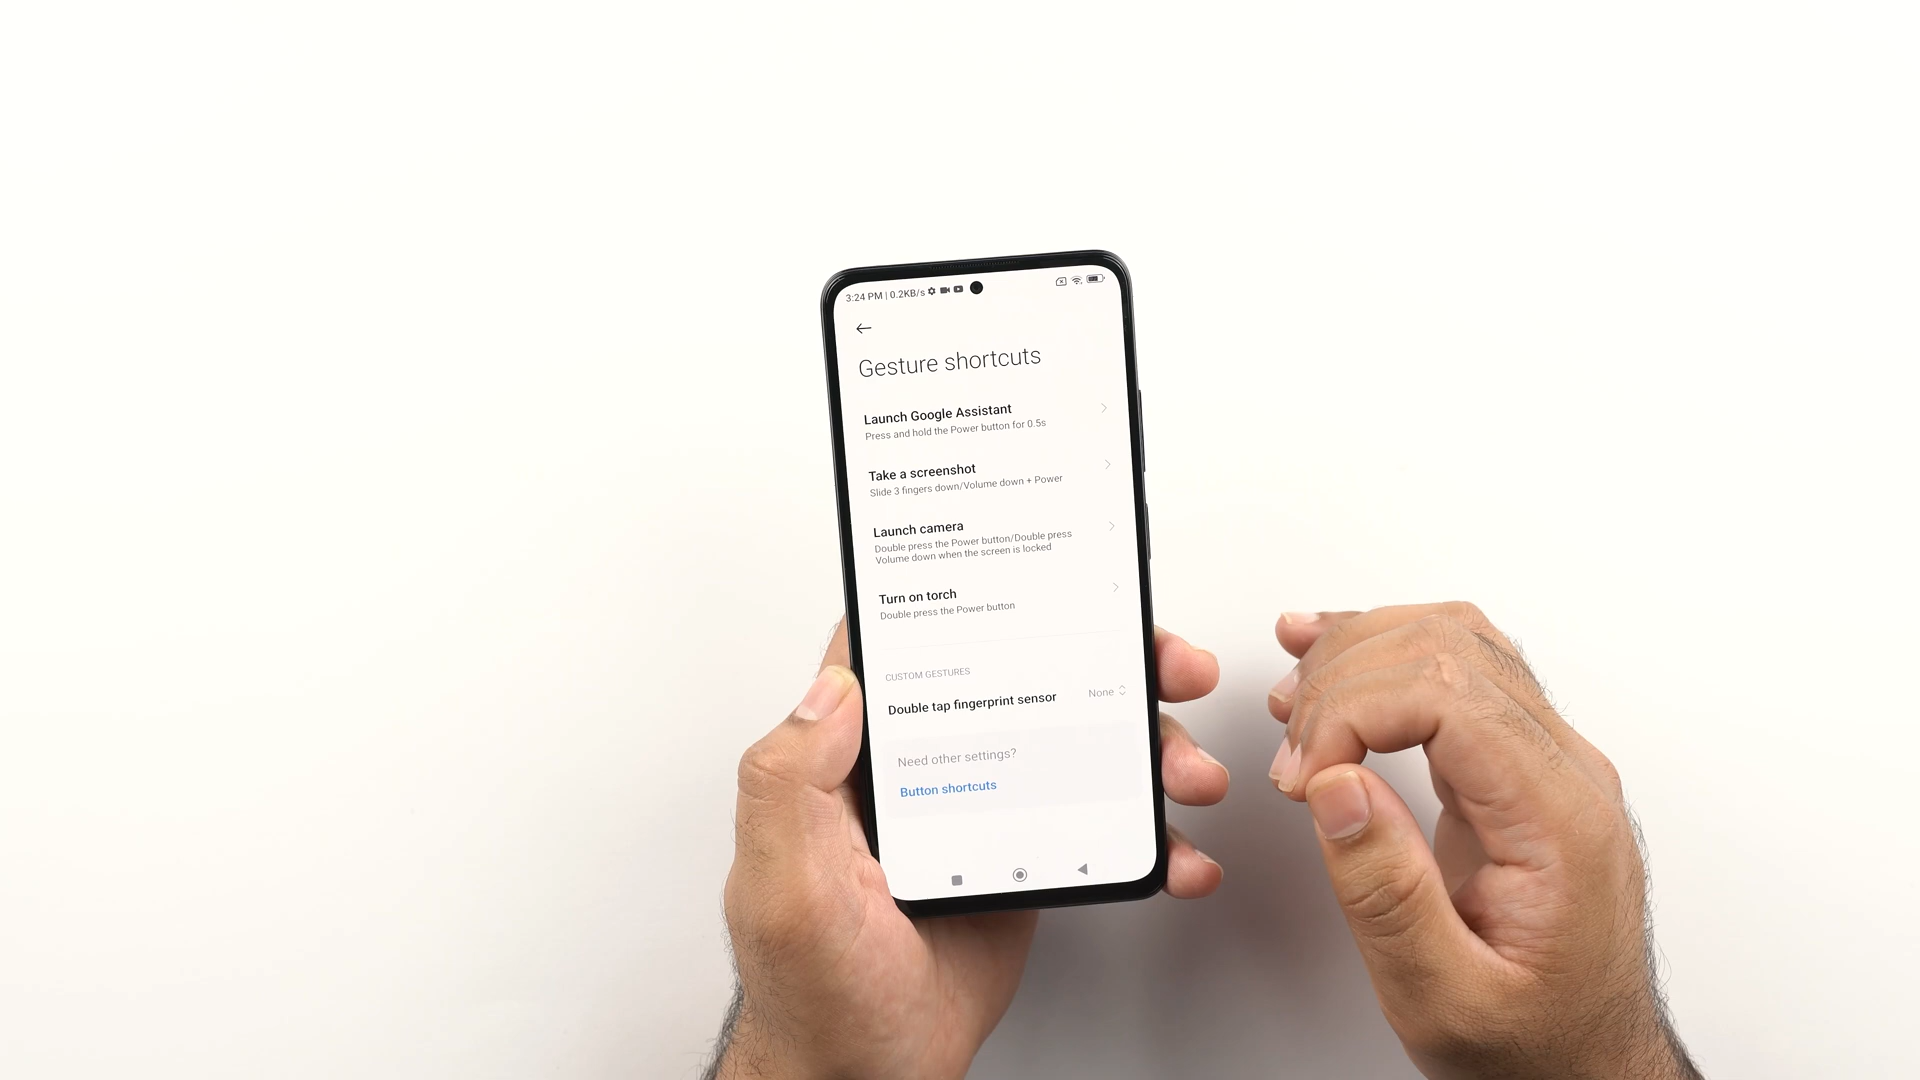 3:24 PM | 0.2KB/s
Gesture shortcuts
Launch Google Assistant
Press and hold the Power button for 0.5s
Take a screenshot
Slide 3 fingers down/Volume down + Power
Launch camera
Double press the Power button/Double press
Volume down when the screen is locked
Turn on torch
Double press the Power button
CUSTOM GESTURES
Double tap fingerprint sensor None
Need other settings?
Button shortcuts